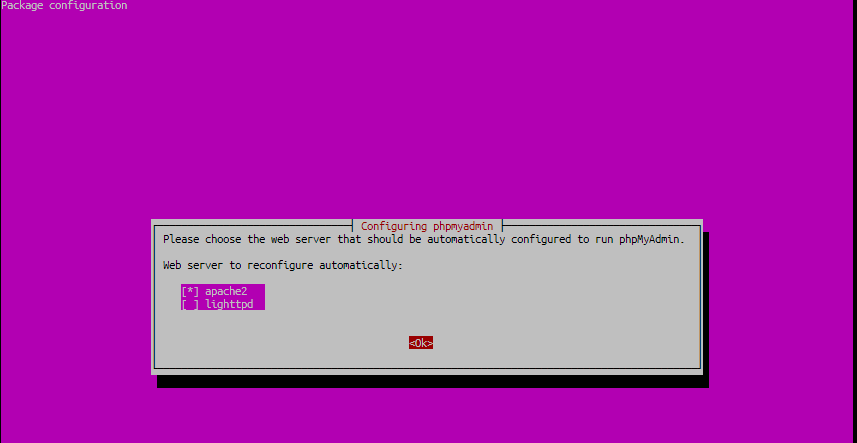 Package configuration
Configuring phpmyadmin
Please choose the web server that should be automatically configured to run phpMyAdmin.
Web server to reconfigure automatically:
[*] apache2
[ ] lighttpd
<Ok>